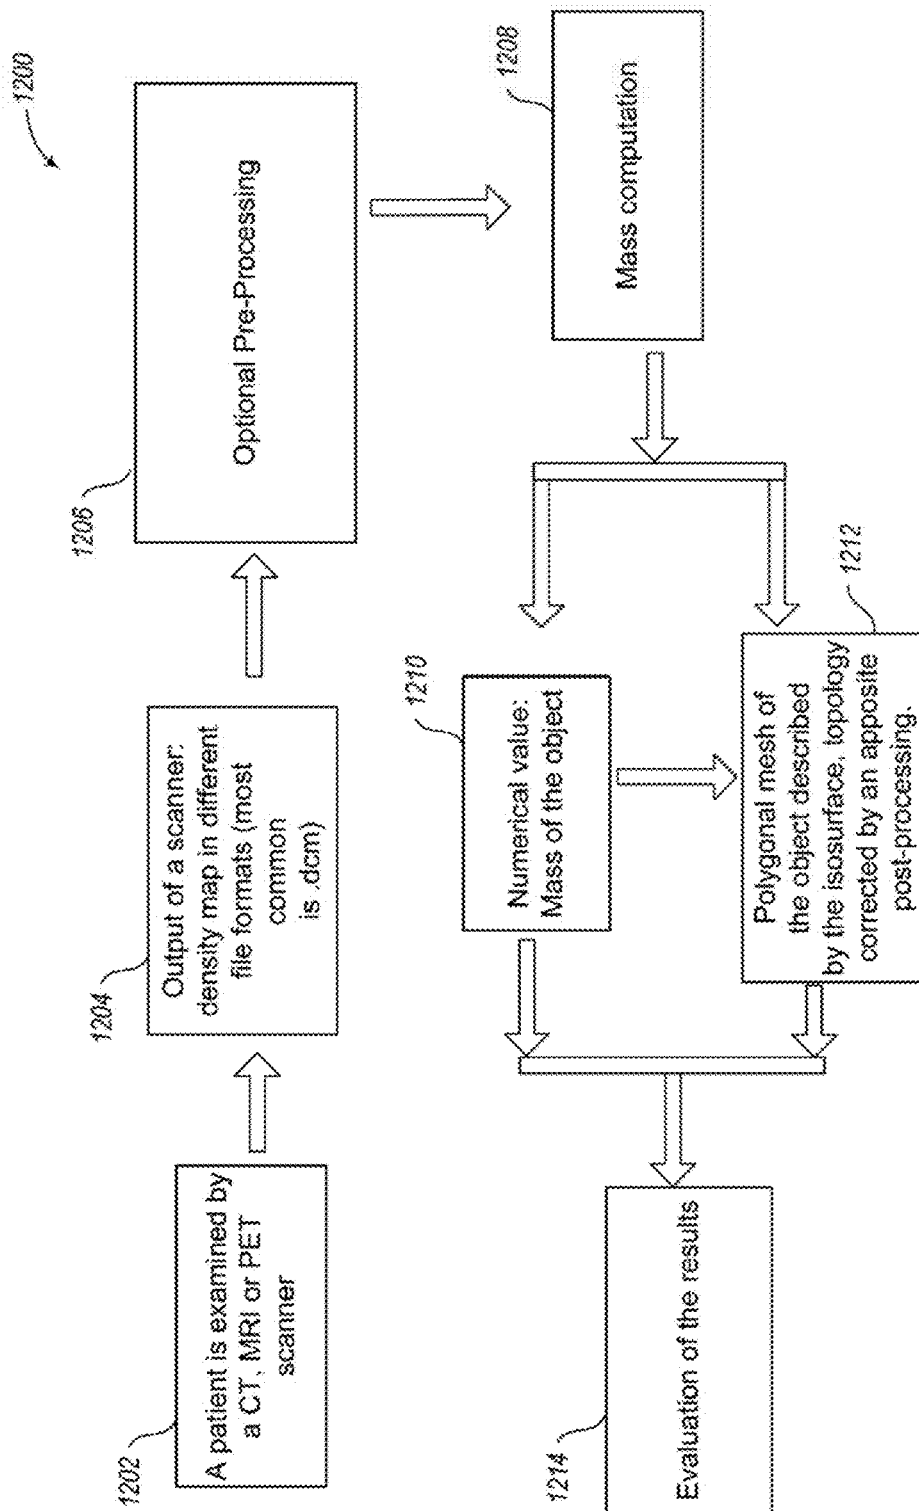 1200
1202
A patient is examined by
a CT, MRI or PET
scanner
1204
Output of a scanner:
density map in different
file formats (most
common
is .dcm)
1206
Optional Pre-Processing
1208
Mass computation
1210
Numerical value:
Mass of the object
1212
Polygonal mesh of
the object described
by the isosurface, topology
corrected by an apposite
post-processing.
1214
Evaluation of the results